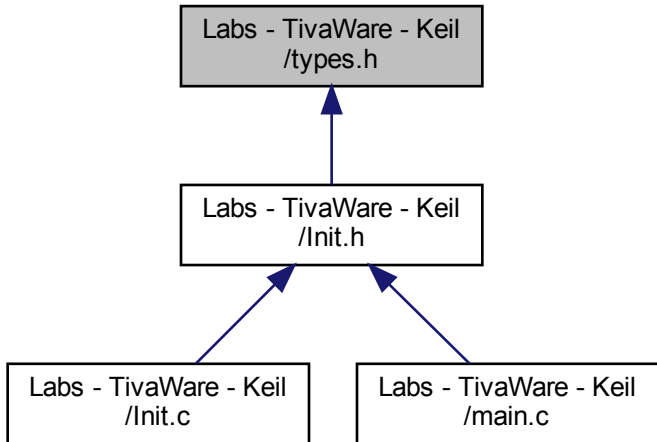 Labs - TivaWare - Keil
/types.h
Labs - TivaWare - Keil
/Init.h
Labs - TivaWare - Keil
/Init.c
Labs - TivaWare - Keil
/main.c